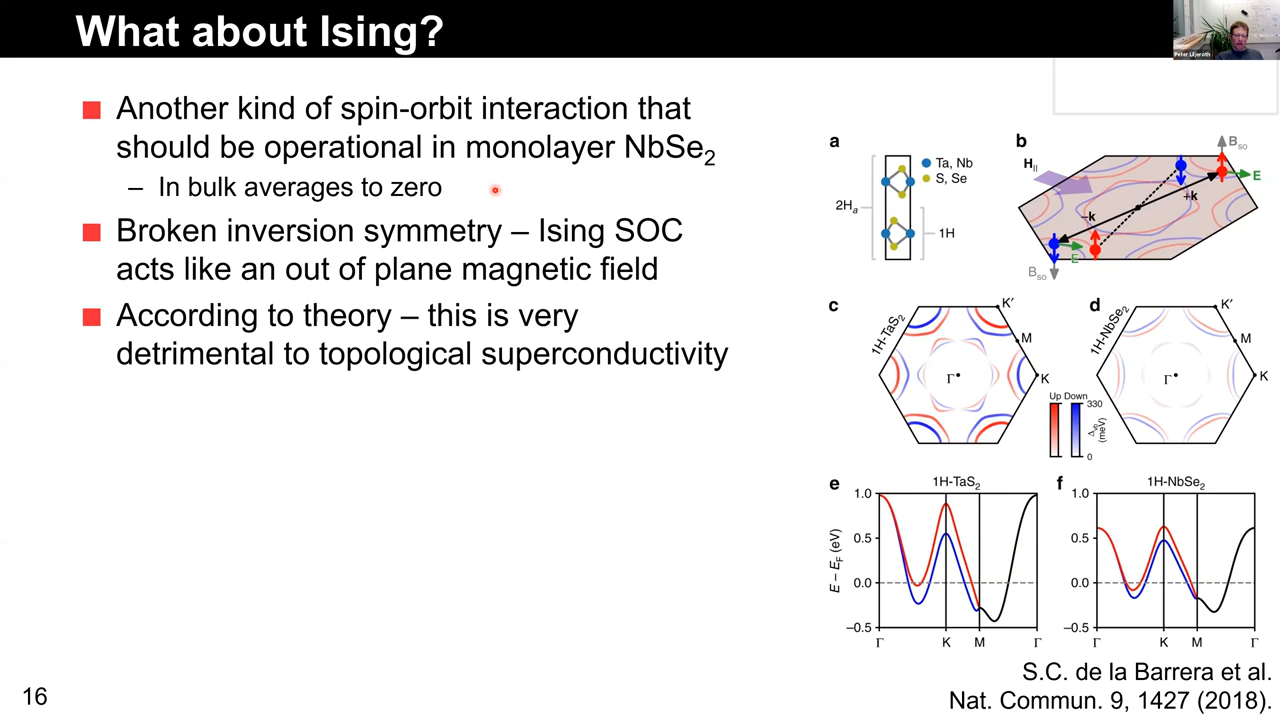 What about Ising?
Peter Liljeroth
Another kind of spin-orbit interaction that
should be operational in monolayer NbSe₂
– In bulk averages to zero
Broken inversion symmetry – Ising SOC
acts like an out of plane magnetic field
According to theory – this is very
detrimental to topological superconductivity
a
Ta, Nb
S, Se
2Hₐ
1H
b
H||
Bso
E
+k
–k
E
Bso
c
1H-TaS₂
K′
M
Γ
K
d
1H-NbSe₂
K′
M
Γ
K
Up Down
330
0
(meV)
e
1H-TaS₂
1.0
0.5
0.0
–0.5
E – EF (eV)
Γ K M Γ
f
1H-NbSe₂
1.0
0.5
0.0
–0.5
Γ K M Γ
S.C. de la Barrera et al.
Nat. Commun. 9, 1427 (2018).
16